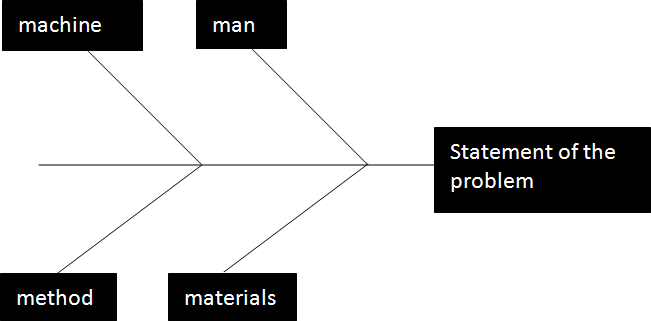 machine
man
Statement of the
problem
method
materials